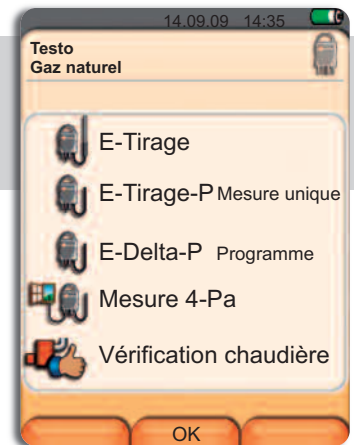 14.09.09 14:35
Testo
Gaz naturel
E-Tirage
E-Tirage-P Mesure unique
E-Delta-P Programme
Mesure 4-Pa
Vérification chaudière
OK